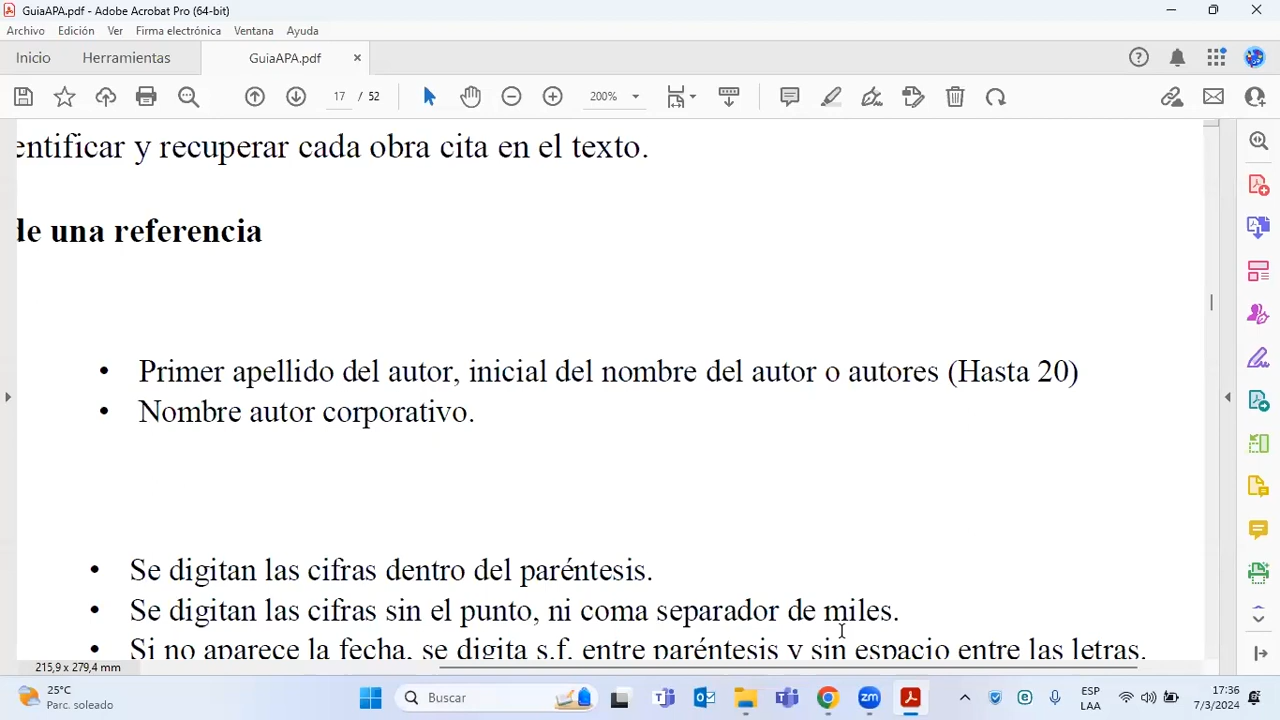 GuiaAPA.pdf - Adobe Acrobat Pro (64-bit)
Archivo Edición Ver Firma electrónica Ventana Ayuda
Inicio Herramientas GuiaAPA.pdf ×
17 / 52 200%
entificar y recuperar cada obra cita en el texto.
de una referencia
• Primer apellido del autor, inicial del nombre del autor o autores (Hasta 20)
• Nombre autor corporativo.
• Se digitan las cifras dentro del paréntesis.
• Se digitan las cifras sin el punto, ni coma separador de miles.
• Si no aparece la fecha, se digita s.f. entre paréntesis y sin espacio entre las letras.
215,9 x 279,4 mm
25°C
Parc. soleado
Buscar
ESP
LAA
17:36
7/3/2024